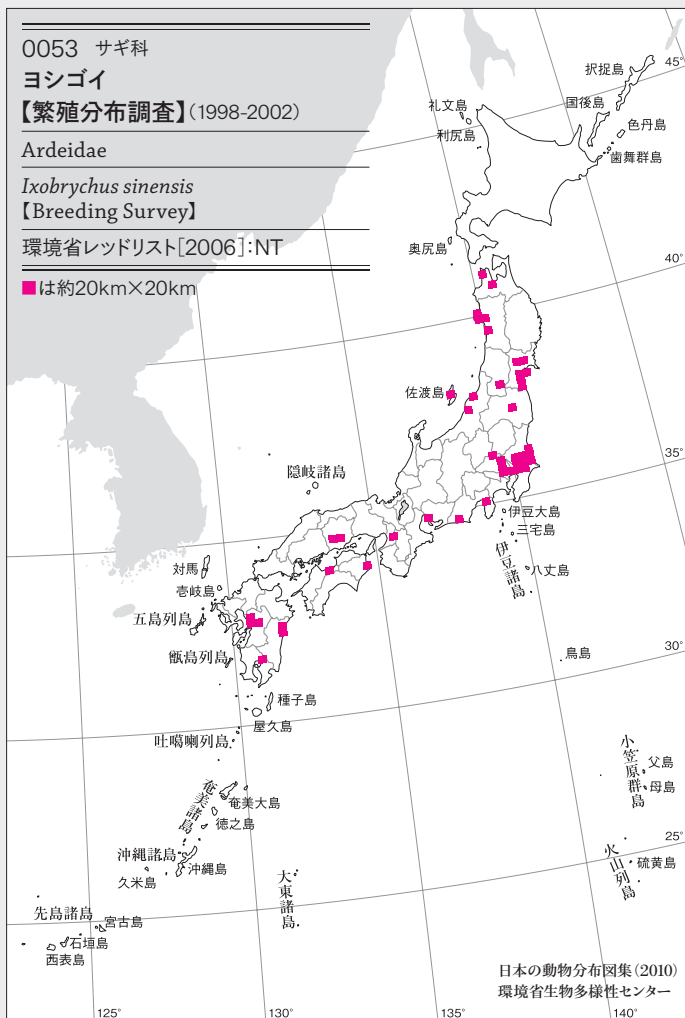 0053 サギ科
ヨシゴイ
【繁殖分布調査】(1998-2002)
Ardeidae
Ixobrychus sinensis
【Breeding Survey】
環境省レッドリスト[2006]:NT
■は約20km×20km
択捉島
45°
国後島
礼文島
色丹島
利尻島
歯舞群島
奥尻島
40°
佐渡島
35°
隠岐諸島
伊豆大島
三宅島
対馬
八丈島
伊豆諸島
壱岐島
五島列島
甑島列島
鳥島
30°
種子島
屋久島
吐噶喇列島
小笠原群島
父島
母島
奄美諸島
奄美大島
徳之島
25°
沖縄諸島
沖縄島
久米島
硫黄島
火山列島
大東諸島
先島諸島
宮古島
石垣島
西表島
日本の動物分布図集(2010)
環境省生物多様性センター
125°
130°
135°
140°